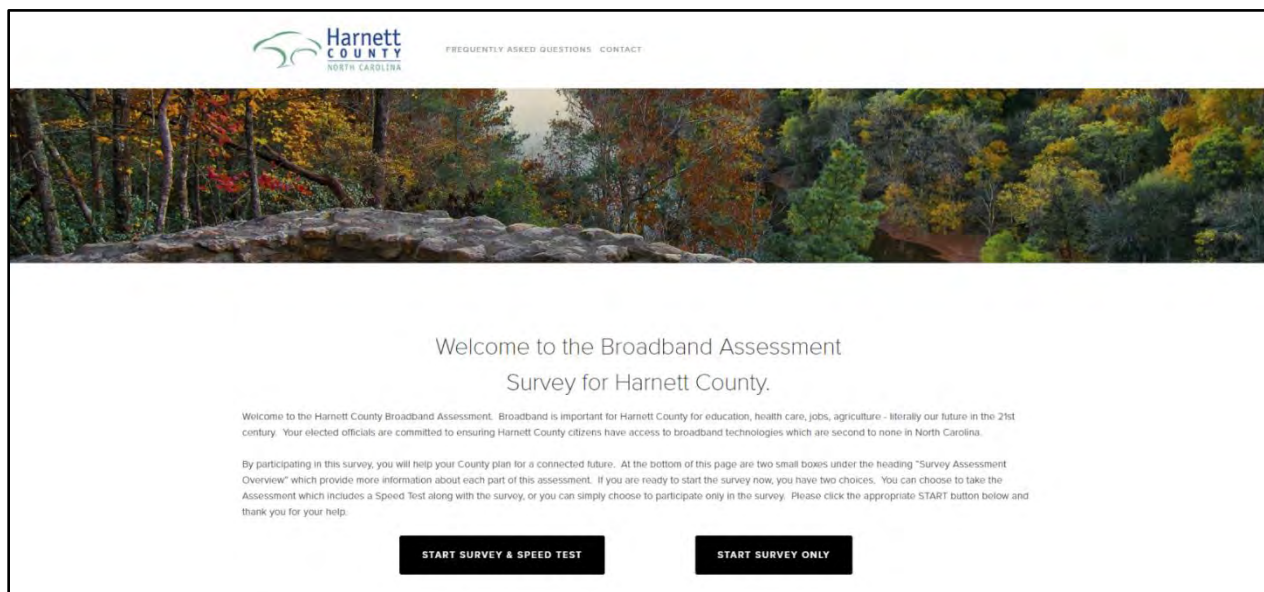 Harnett
COUNTY
NORTH CAROLINA
FREQUENTLY ASKED QUESTIONS CONTACT
Welcome to the Broadband Assessment
Survey for Harnett County.
Welcome to the Harnett County Broadband Assessment. Broadband is important for Harnett County for education, health care, jobs, agriculture - literally our future in the 21st
century. Your elected officials are committed to ensuring Harnett County citizens have access to broadband technologies which are second to none in North Carolina.
By participating in this survey, you will help your County plan for a connected future. At the bottom of this page are two small boxes under the heading "Survey Assessment
Overview" which provide more information about each part of this assessment. If you are ready to start the survey now, you have two choices. You can choose to take the
Assessment which includes a Speed Test along with the survey, or you can simply choose to participate only in the survey. Please click the appropriate START button below and
thank you for your help.
START SURVEY & SPEED TEST
START SURVEY ONLY